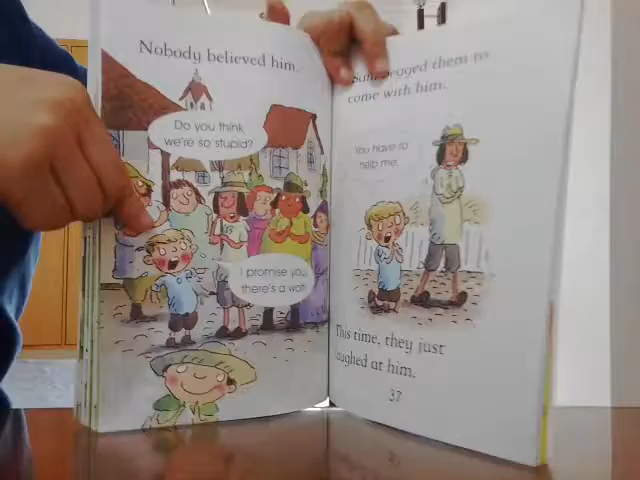 Nobody believed him.
Do you think
we're so stupid?
I promise you,
there's a wolf.
Sam begged them to
come with him.
You have to
help me.
This time, they just
laughed at him.
37